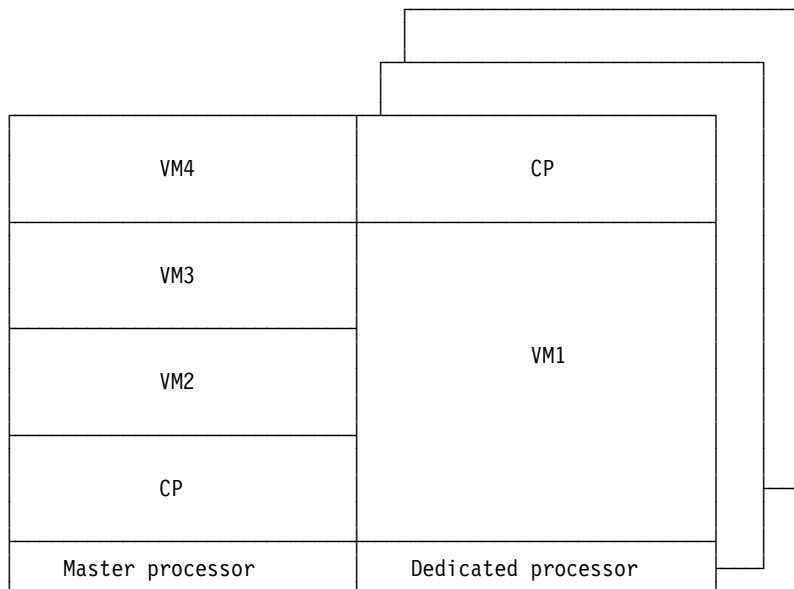 VM4 CP
VM3
VM1
VM2
CP
Master processor Dedicated processor